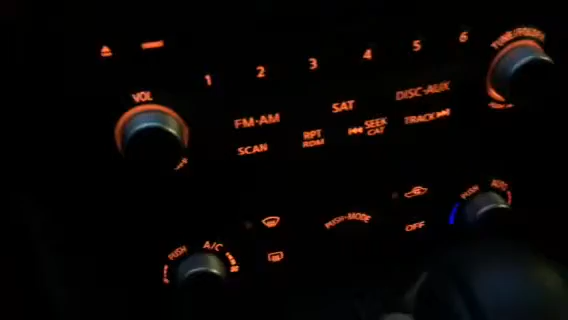 1 2 3 4 5 6
VOL
TUNE/FOLDER
FM·AM SAT DISC·AUX
SCAN RPT RDM SEEK CAT TRACK
PUSH AUTO
PUSH·MODE OFF
PUSH A/C